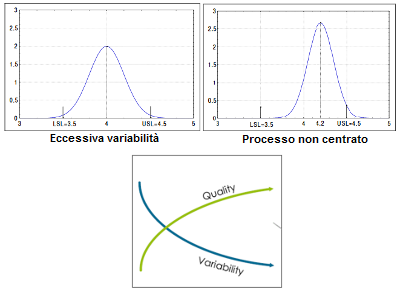 3
2.5
2
1.5
1
0.5
0
LSL=3.5
USL=4.5
3
4
5
Eccessiva variabilità
3
2.5
2
1.5
1
0.5
0
LSL=3.5
USL=4.5
3
4
4.2
5
Processo non centrato
Quality
Variability